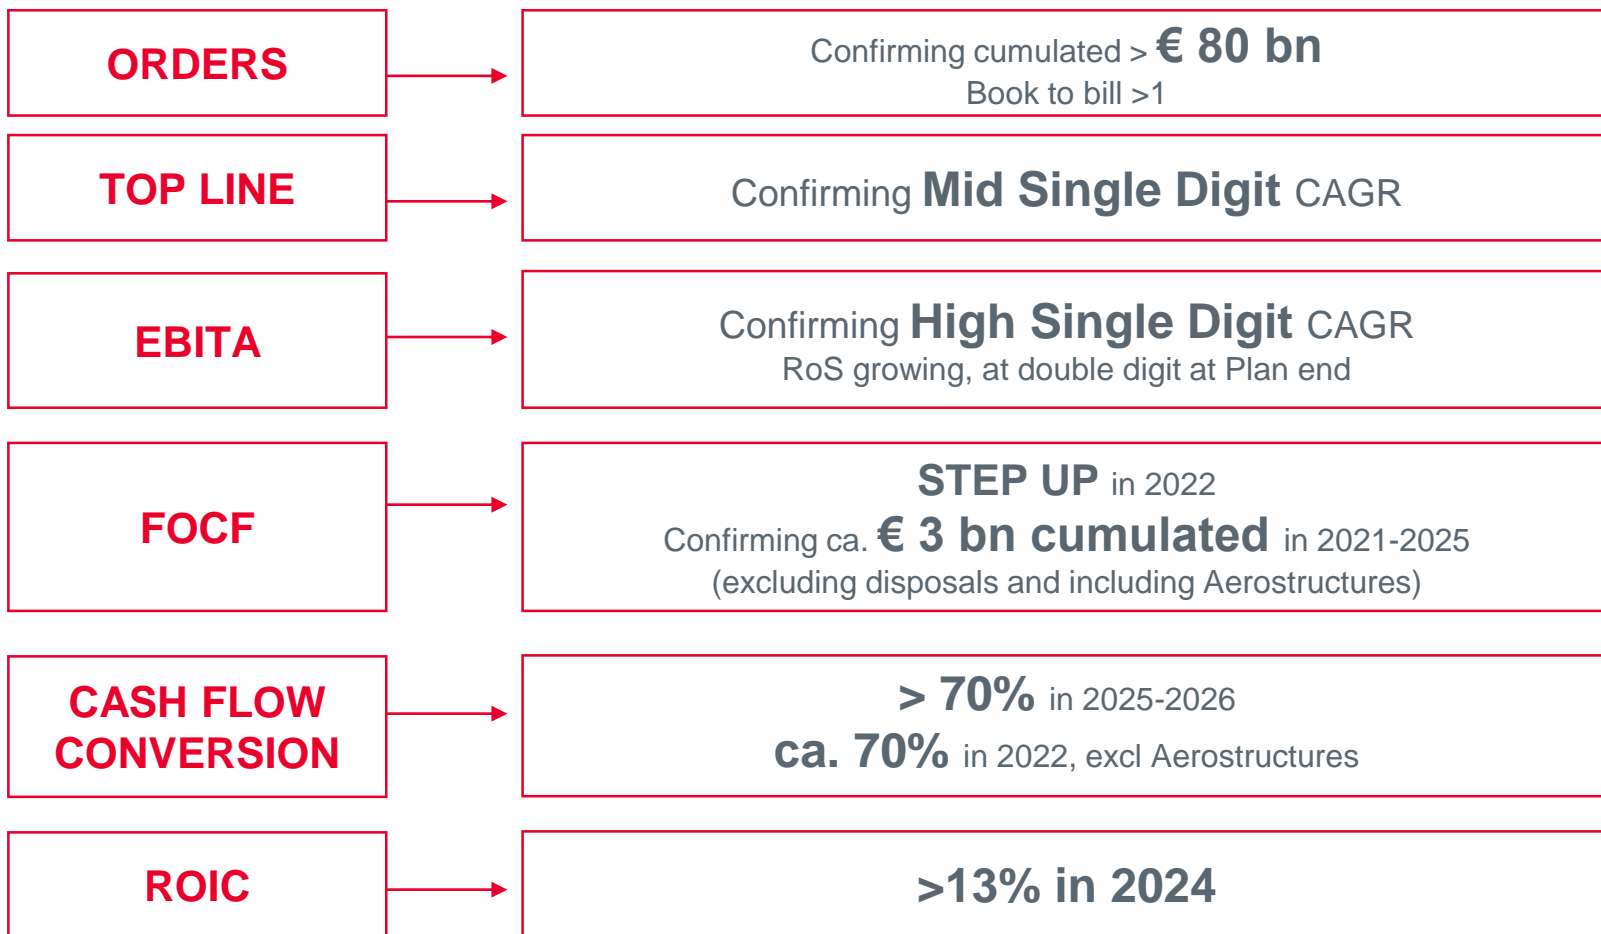 ORDERS
Confirming cumulated > € 80 bn
Book to bill >1
TOP LINE
Confirming Mid Single Digit CAGR
EBITA
Confirming High Single Digit CAGR
RoS growing, at double digit at Plan end
FOCF
STEP UP in 2022
Confirming ca. € 3 bn cumulated in 2021-2025
(excluding disposals and including Aerostructures)
CASH FLOW
CONVERSION
> 70% in 2025-2026
ca. 70% in 2022, excl Aerostructures
ROIC
>13% in 2024